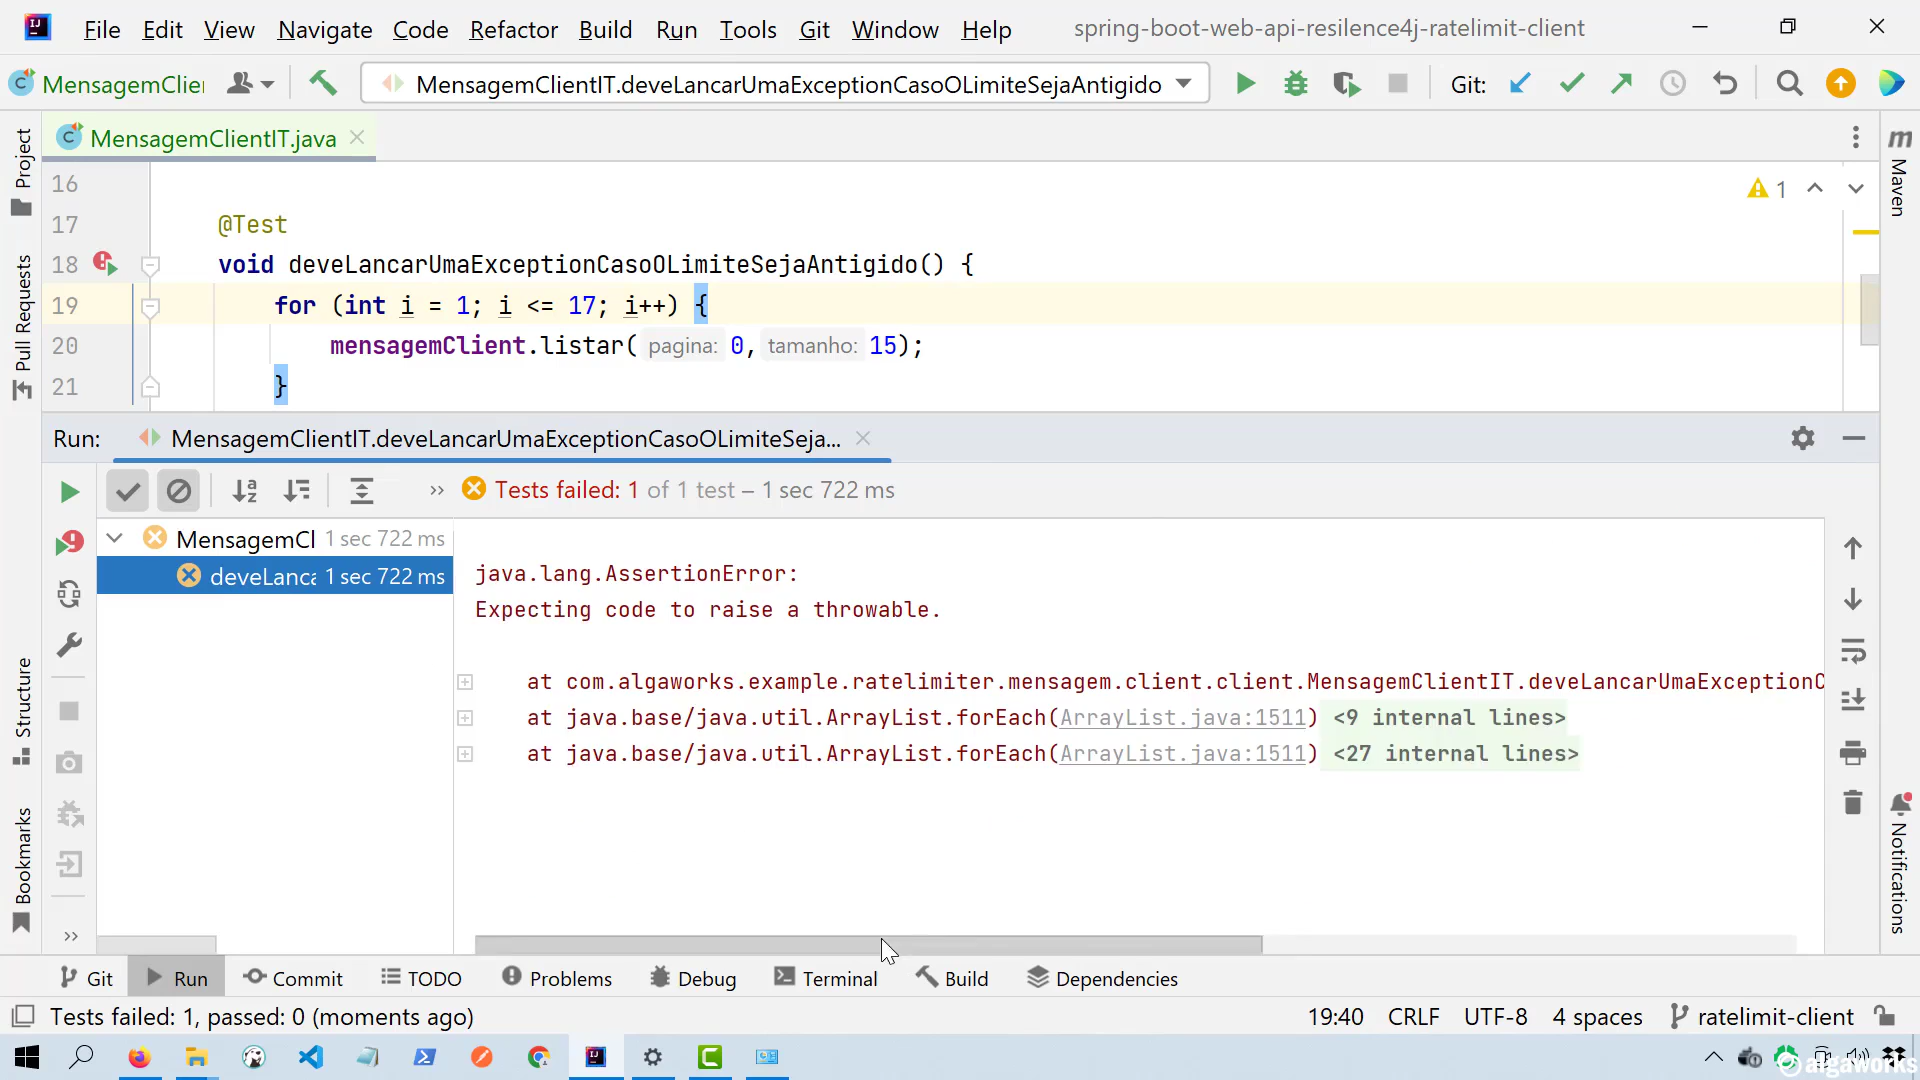 File Edit View Navigate Code Refactor Build Run Tools Git Window Help spring-boot-web-api-resilence4j-ratelimit-client
MensagemClie MensagemClientIT.deveLancarUmaExceptionCasoOLimiteSejaAntigido Git:
MensagemClientIT.java
Project
Pull Requests
Structure
Bookmarks
Maven
Notifications
16
1
17 @Test
18 void deveLancarUmaExceptionCasoOLimiteSejaAntigido() {
19 for (int i = 1; i <= 17; i++) {
20 mensagemClient.listar( pagina: 0, tamanho: 15);
21 }
Run: MensagemClientIT.deveLancarUmaExceptionCasoOLimiteSeja...
Tests failed: 1 of 1 test – 1 sec 722 ms
MensagemCl 1 sec 722 ms
deveLanca 1 sec 722 ms
java.lang.AssertionError:
Expecting code to raise a throwable.
at com.algaworks.example.ratelimiter.mensagem.client.client.MensagemClientIT.deveLancarUmaExceptionC
at java.base/java.util.ArrayList.forEach(ArrayList.java:1511) <9 internal lines>
at java.base/java.util.ArrayList.forEach(ArrayList.java:1511) <27 internal lines>
Git Run Commit TODO Problems Debug Terminal Build Dependencies
Tests failed: 1, passed: 0 (moments ago) 19:40 CRLF UTF-8 4 spaces ratelimit-client
algaworks